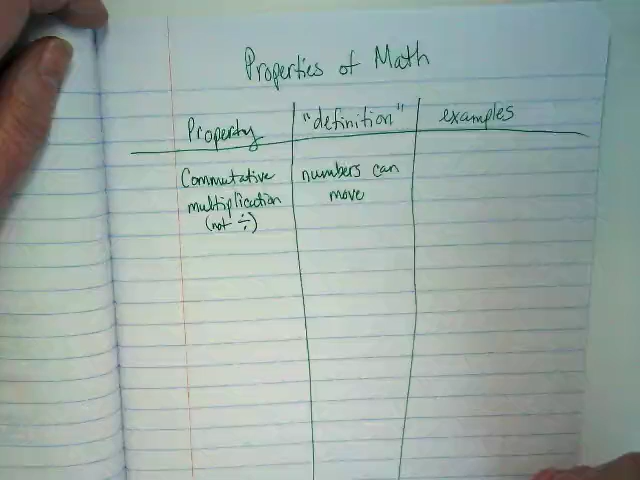 Properties of Math
Property "definition" examples
Commutative numbers can
multiplication move
(not ÷)